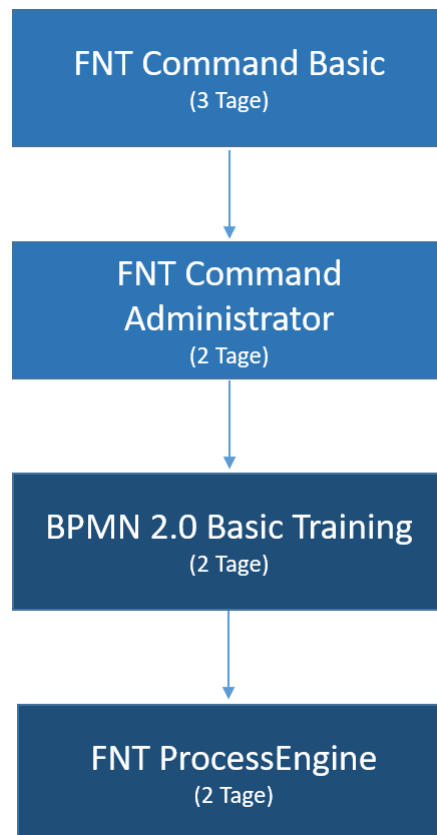 FNT Command Basic
(3 Tage)
FNT Command
Administrator
(2 Tage)
BPMN 2.0 Basic Training
(2 Tage)
FNT ProcessEngine
(2 Tage)